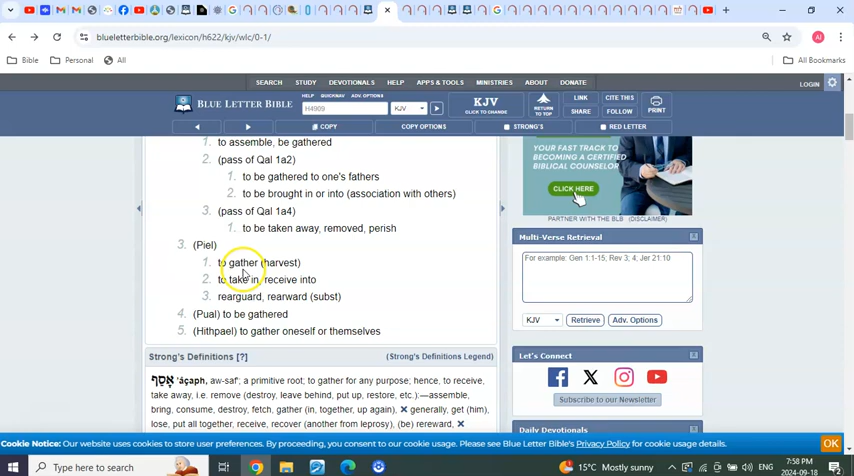 blueletterbible.org/lexicon/h622/kjv/wlc/0-1/
AI
Bible
Personal
All
All Bookmarks
SEARCH STUDY DEVOTIONALS HELP APPS & TOOLS MINISTRIES ABOUT DONATE
LOGIN
BLUE LETTER BIBLE
HELP QUICKNAV ADV. OPTIONS
H4909
KJV
KJV
CLICK TO CHANGE
RETURN
TO TOP
LINK
SHARE
CITE THIS
FOLLOW
PRINT
COPY
COPY OPTIONS
STRONG'S
RED LETTER
1. to assemble, be gathered
2. (pass of Qal 1a2)
1. to be gathered to one's fathers
2. to be brought in or into (association with others)
3. (pass of Qal 1a4)
1. to be taken away, removed, perish
3. (Piel)
1. to gather (harvest)
2. to take in, receive into
3. rearguard, rearward (subst)
4. (Pual) to be gathered
5. (Hithpael) to gather oneself or themselves
Strong's Definitions [?]
(Strong's Definitions Legend)
אָסַף 'âçaph, aw-saf'; a primitive root; to gather for any purpose; hence, to receive,
take away, i.e. remove (destroy, leave behind, put up, restore, etc.):—assemble,
bring, consume, destroy, fetch, gather (in, together, up again), × generally, get (him),
lose, put all together, receive, recover (another from leprosy), (be) rereward, ×
YOUR FAST TRACK TO
BECOMING A CERTIFIED
BIBLICAL COUNSELOR
CLICK HERE
PARTNER WITH THE BLB (DISCLAIMER)
Multi-Verse Retrieval
For example: Gen 1:1-15; Rev 3; 4; Jer 21:10
KJV
Retrieve
Adv. Options
Let's Connect
Subscribe to our Newsletter
Daily Devotionals
Cookie Notice: Our website uses cookies to store user preferences. By proceeding, you consent to our cookie usage. Please see Blue Letter Bible's Privacy Policy for cookie usage details.
OK
Type here to search
15°C Mostly sunny
ENG
7:58 PM
2024-09-18